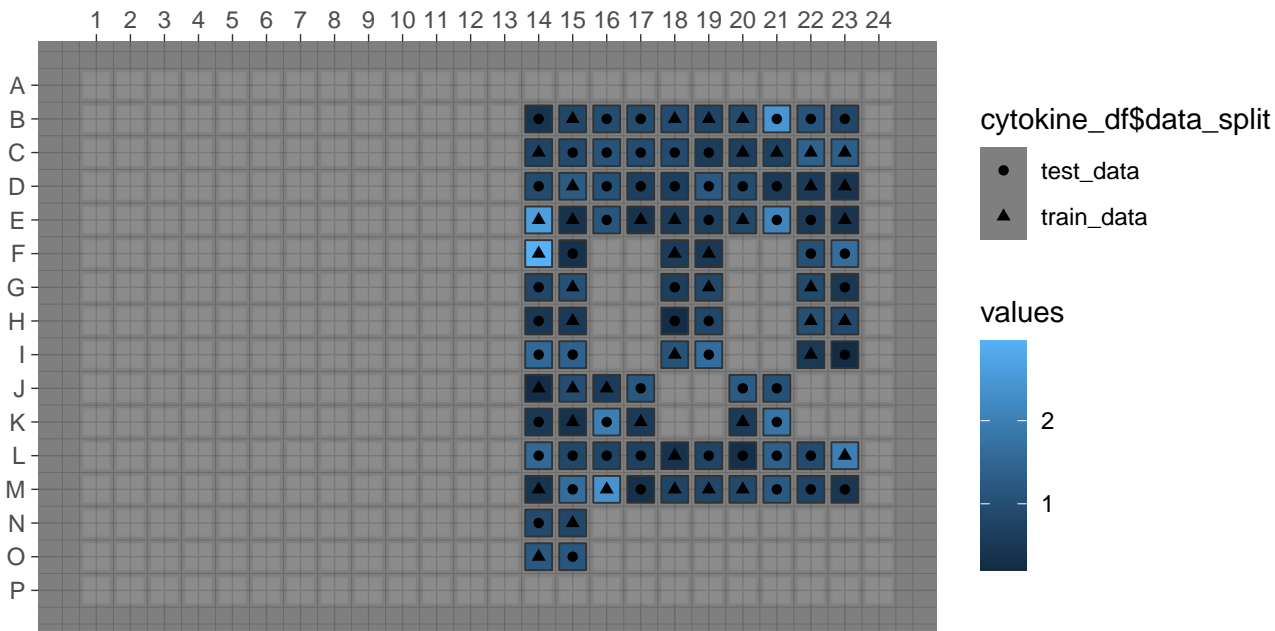 1 2 3 4 5 6 7 8 9 10 11 12 13 14 15 16 17 18 19 20 21 22 23 24
A
B
C
D
E
F
G
H
I
J
K
L
M
N
O
P
cytokine_df$data_split
test_data
train_data
values
2
1